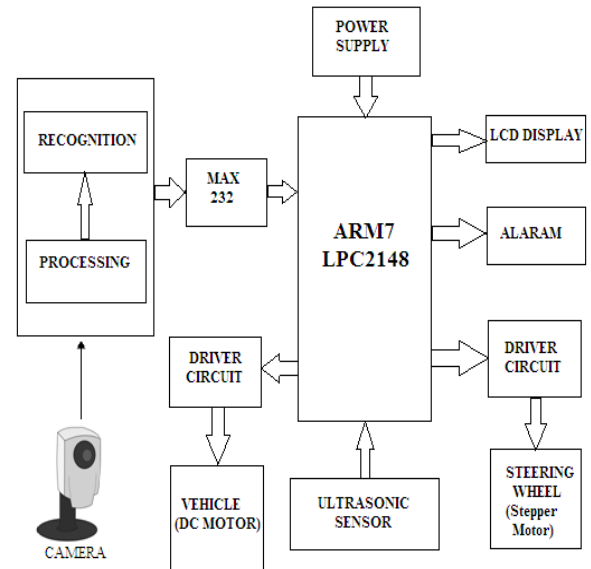 POWER
SUPPLY
RECOGNITION
PROCESSING
MAX
232
ARM7
LPC2148
LCD DISPLAY
ALARAM
DRIVER
CIRCUIT
DRIVER
CIRCUIT
VEHICLE
(DC MOTOR)
ULTRASONIC
SENSOR
STEERING
WHEEL
(Stepper
Motor)
CAMERA